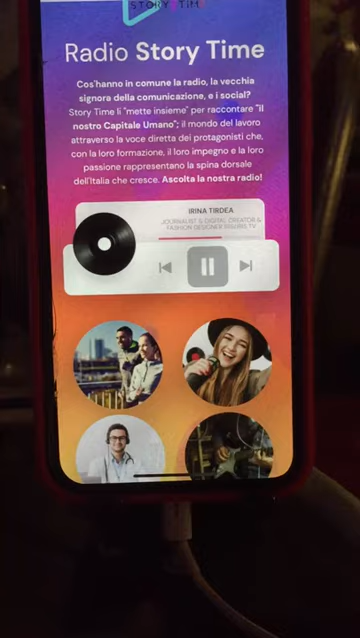 STORY TIME
Radio Story Time
Cos'hanno in comune la radio, la vecchia
signora della comunicazione, e i social?
Story Time li "mette insieme" per raccontare "il
nostro Capitale Umano"; il mondo del lavoro
attraverso la voce diretta dei protagonisti che,
con la loro formazione, il loro impegno e la loro
passione rappresentano la spina dorsale
dell'Italia che cresce. Ascolta la nostra radio!
IRINA TIRDEA
JOURNALIST & DIGITAL CREATOR &
FASHION DESIGNER
TV